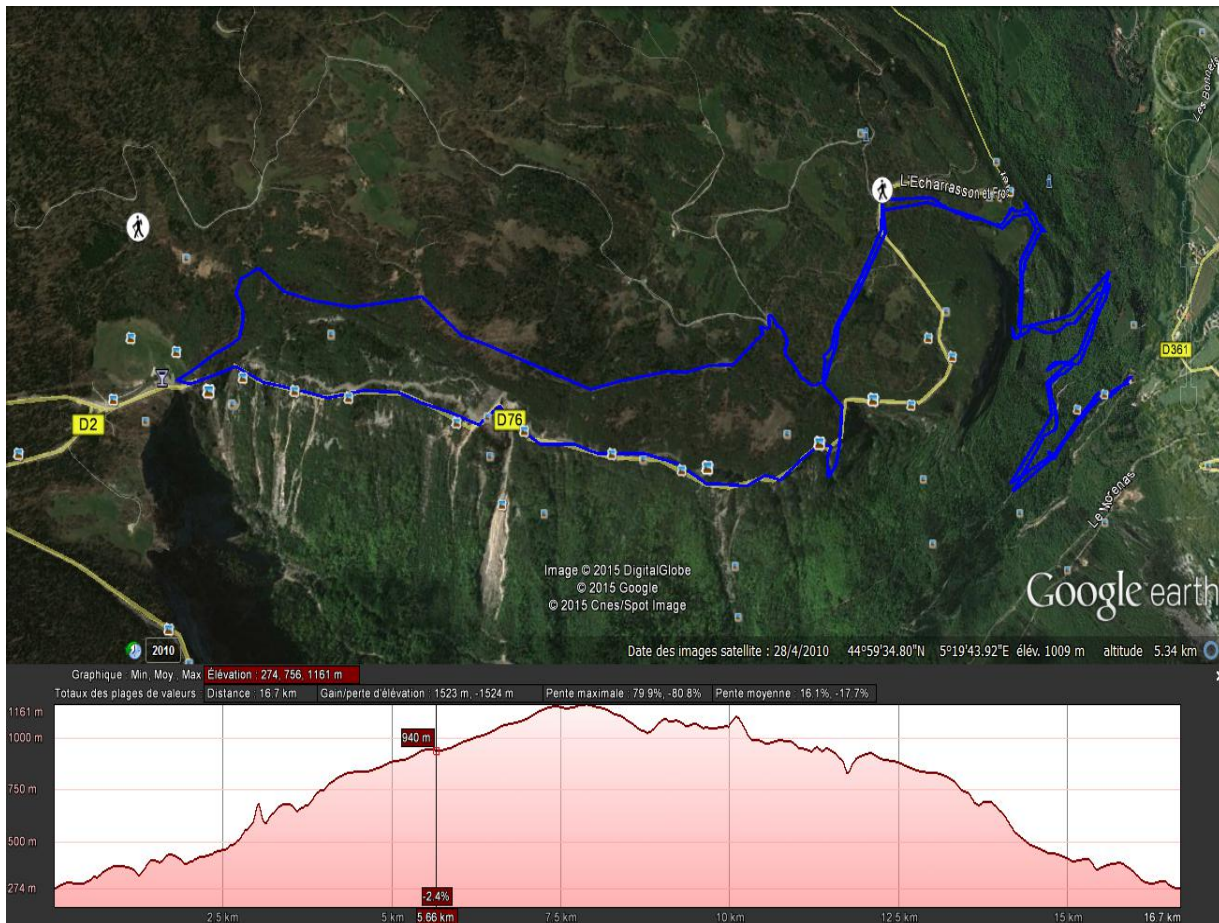 Les Bonnets
L'Echarrasson et Fro
D361
D2
D76
Le Morenas
Image © 2015 DigitalGlobe
© 2015 Google
© 2015 Cnes/Spot Image
Google earth
2010
Date des images satellite : 28/4/2010 44°59'34.80"N 5°19'43.92"E élév. 1009 m altitude 5.34 km
Graphique : Min, Moy, Max Élévation : 274, 756, 1161 m
Totaux des plages de valeurs : Distance : 16.7 km Gain/perte d'élévation : 1523 m, -1524 m Pente maximale : 79.9%, -80.8% Pente moyenne : 16.1%, -17.7%
1161 m
940 m
1000 m
750 m
500 m
274 m
-2.4%
2.5 km 5 km 5.66 km 7.5 km 10 km 12.5 km 15 km 16.7 km